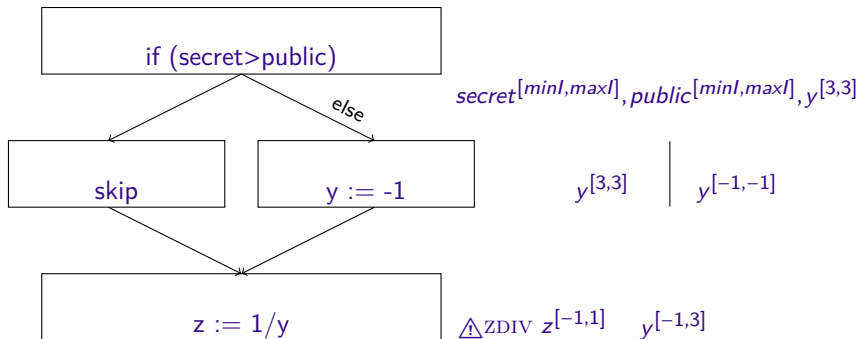 if (secret>public)
secret[minI,maxI], public[minI,maxI], y[3,3]
else
skip
y := -1
y[3,3]
y[−1,−1]
z := 1/y
⚠ZDIV z[−1,1] y[−1,3]